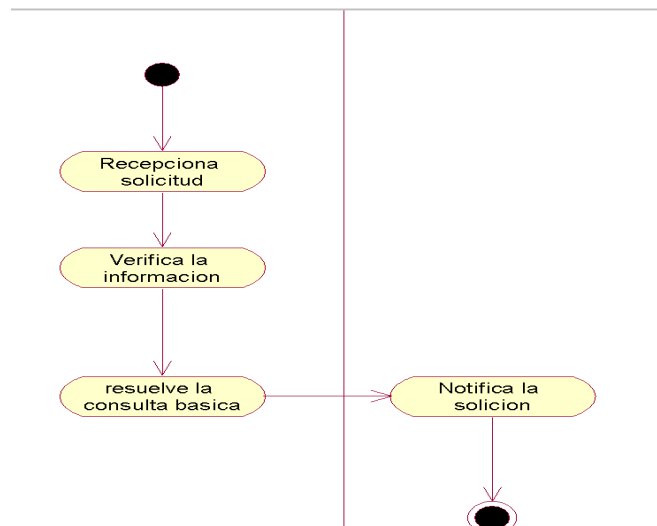 Recepciona
solicitud
Verifica la
informacion
resuelve la
consulta basica
Notifica la
solicion